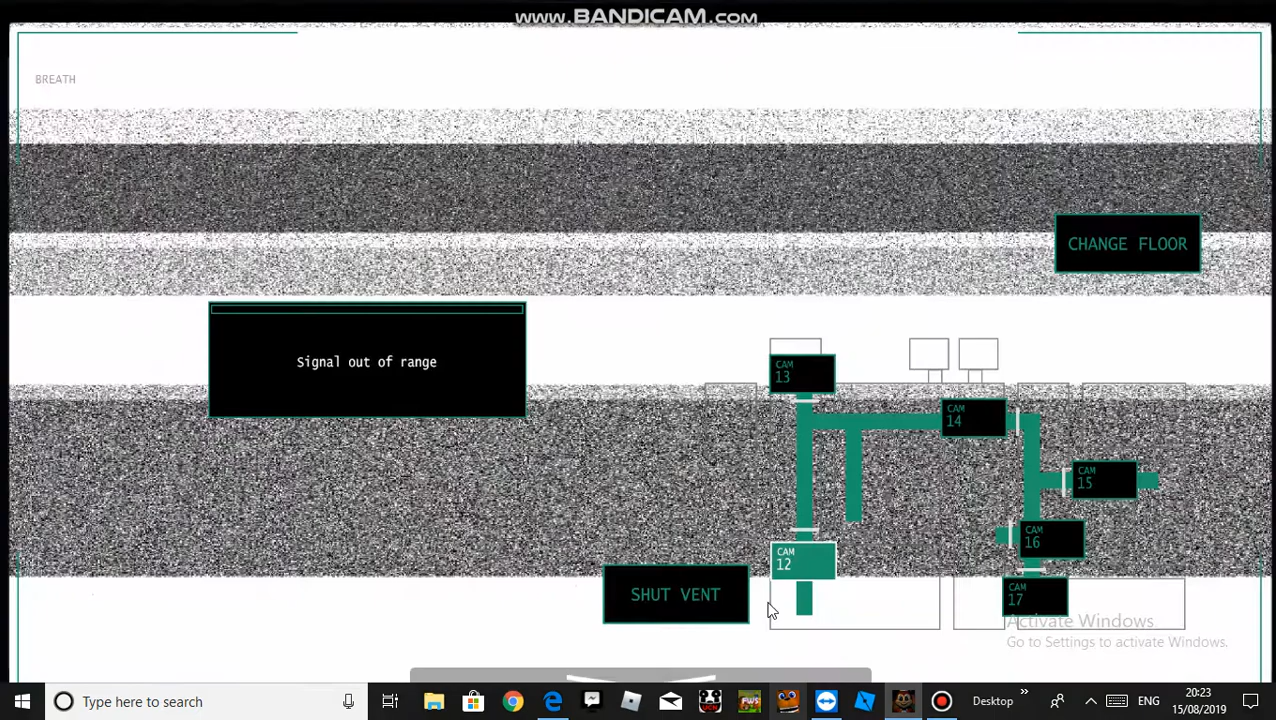 WWW.BANDICAM.COM
BREATH
CHANGE FLOOR
Signal out of range
CAM
13
CAM
14
CAM
15
CAM
16
CAM
12
CAM
17
SHUT VENT
Activate Windows
Go to Settings to activate Windows.
Type here to search
UCN
FWS
Desktop
ENG
20:23
15/08/2019